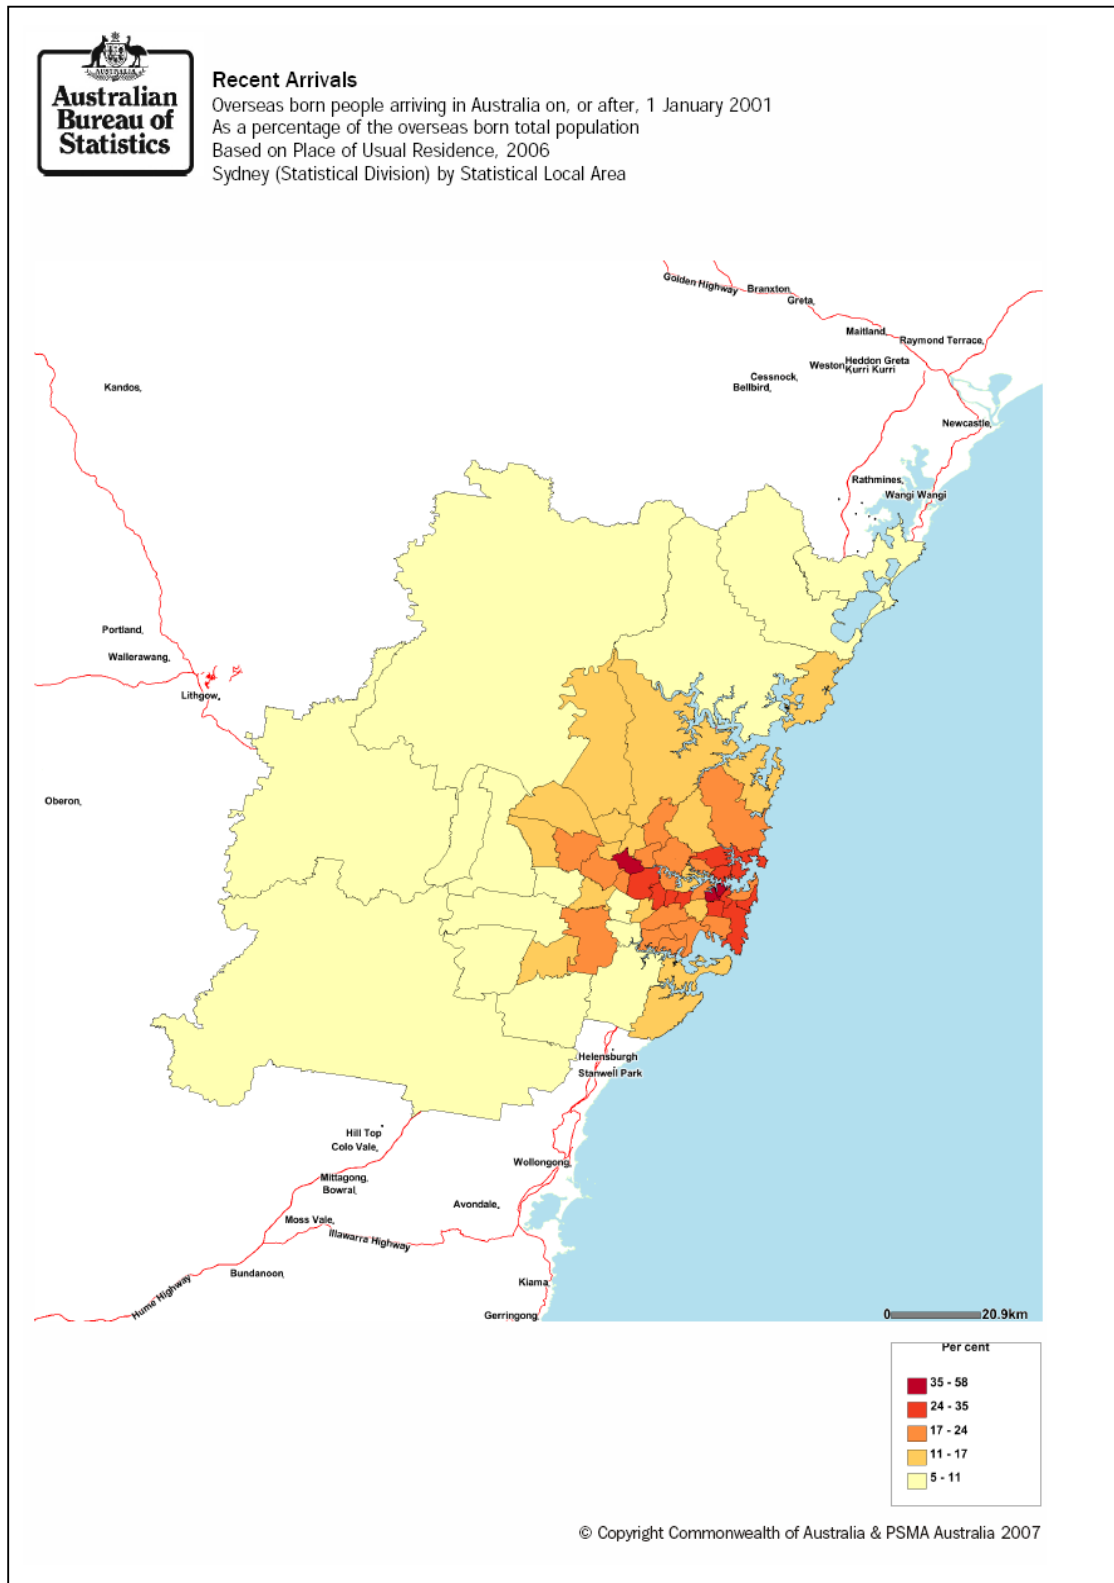 AUSTRALIA
Australian
Bureau of
Statistics
Recent Arrivals
Overseas born people arriving in Australia on, or after, 1 January 2001
As a percentage of the overseas born total population
Based on Place of Usual Residence, 2006
Sydney (Statistical Division) by Statistical Local Area
Golden Highway
Branxton
Greta
Maitland
Raymond Terrace
Heddon Greta
Weston
Kurri Kurri
Cessnock
Bellbird
Kandos
Newcastle
Rathmines
Wangi Wangi
Portland
Wallerawang
Lithgow
Oberon
Helensburgh
Stanwell Park
Hill Top
Colo Vale
Wollongong
Mittagong
Bowral
Avondale
Moss Vale
Illawarra Highway
Bundanoon
Hume Highway
Kiama
Gerringong
0 20.9km
Per cent
35 - 58
24 - 35
17 - 24
11 - 17
5 - 11
© Copyright Commonwealth of Australia & PSMA Australia 2007